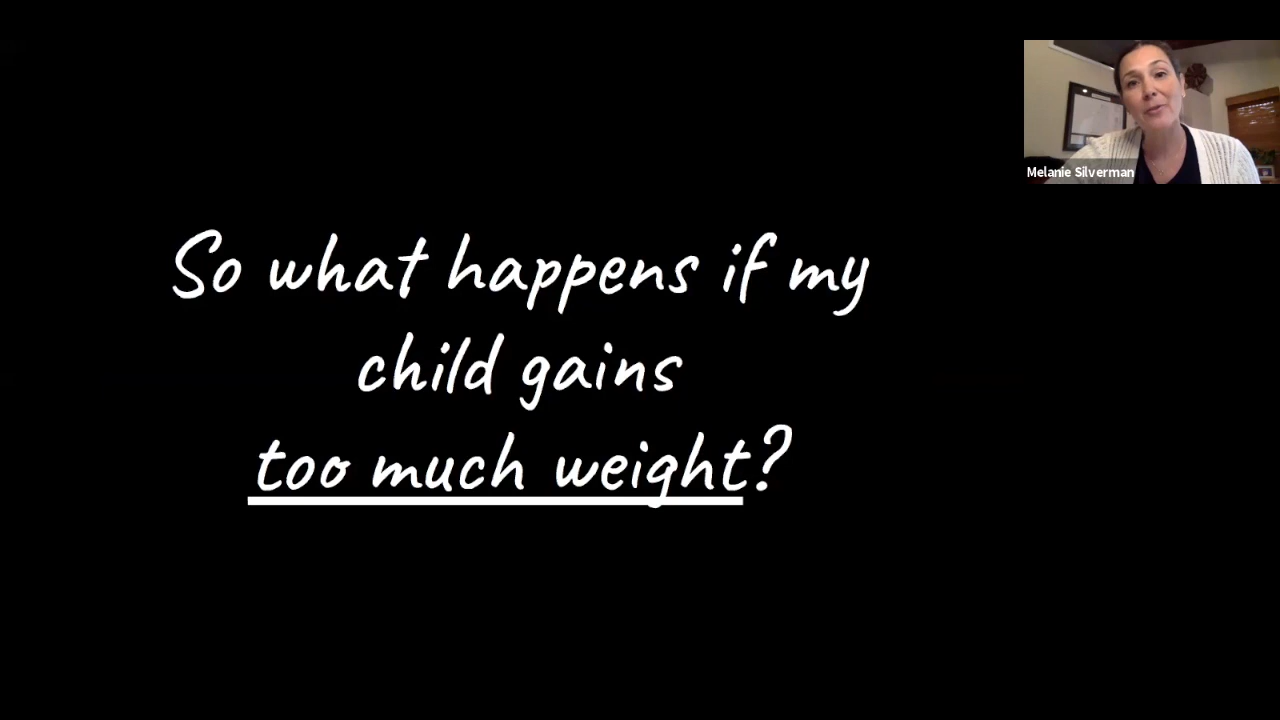 Melanie Silverman
So what happens if my
child gains
too much weight?